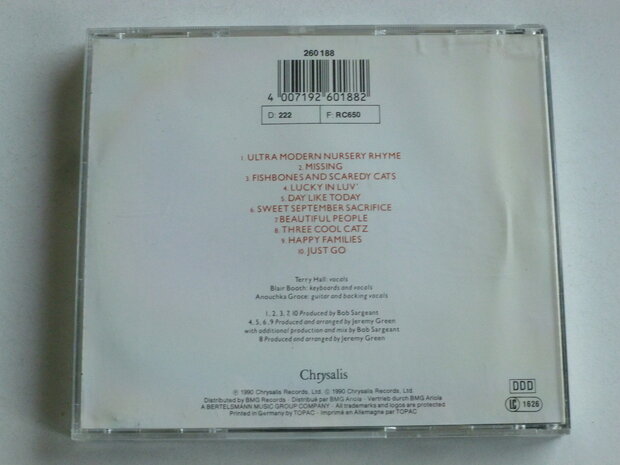 260 188
4 007192 601882
D: 222 F: RC650
1. ULTRA MODERN NURSERY RHYME
2. MISSING
3. FISHBONES AND SCAREDY CATS
4. LUCKY IN LUV'
5. DAY LIKE TODAY
6. SWEET SEPTEMBER SACRIFICE
7. BEAUTIFUL PEOPLE
8. THREE COOL CATZ
9. HAPPY FAMILIES
10. JUST GO
Terry Hall: vocals
Blair Booth: keyboards and vocals
Anouchka Groce: guitar and backing vocals
1, 2, 3, 7, 10 Produced by Bob Sargeant
4, 5, 6, 9 Produced and arranged by Jeremy Green
with additional production and mix by Bob Sargeant
8 Produced and arranged by Jeremy Green
Chrysalis
℗ 1990 Chrysalis Records, Ltd. © 1990 Chrysalis Records, Ltd.
Distributed by BMG Records - Distribué par BMG Ariola - Vertrieb durch BMG Ariola
A BERTELSMANN MUSIC GROUP COMPANY - All trademarks and logos are protected
Printed in Germany by TOPAC - Imprimé en Allemagne par TOPAC
DDD
LC 1626